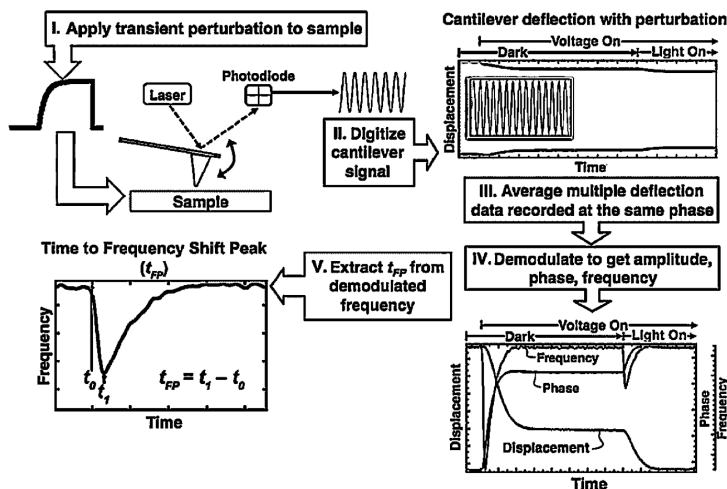 I. Apply transient perturbation to sample
Photodiode
Laser
Sample
II. Digitize
cantilever
signal
Cantilever deflection with perturbation
Voltage On
Dark
Light On
Displacement
Time
III. Average multiple deflection
data recorded at the same phase
IV. Demodulate to get amplitude,
phase, frequency
Voltage On
Dark
Light On
Frequency
Phase
Displacement
Displacement
Phase
Frequency
Time
V. Extract tFP from
demodulated
frequency
Time to Frequency Shift Peak
(tFP)
Frequency
t0
t1
tFP = t1 – t0
Time